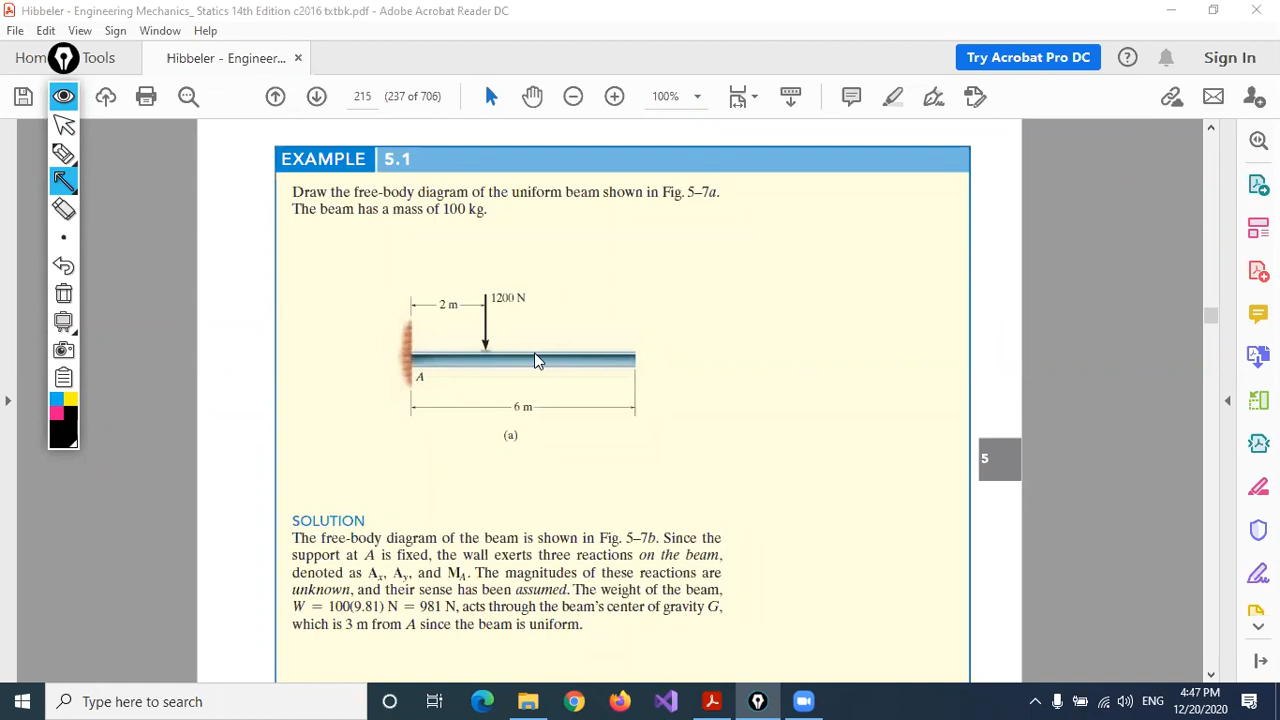 Hibbeler - Engineering Mechanics_ Statics 14th Edition c2016 txtbk.pdf - Adobe Acrobat Reader DC
File Edit View Sign Window Help
Hom Tools Hibbeler - Engineer... × Try Acrobat Pro DC ? Sign In
215 (237 of 706) 100%
EXAMPLE 5.1
Draw the free-body diagram of the uniform beam shown in Fig. 5–7a.
The beam has a mass of 100 kg.
1200 N
2 m
A
6 m
(a)
5
SOLUTION
The free-body diagram of the beam is shown in Fig. 5–7b. Since the
support at A is fixed, the wall exerts three reactions on the beam,
denoted as Aₓ, Aᵧ, and M_A. The magnitudes of these reactions are
unknown, and their sense has been assumed. The weight of the beam,
W = 100(9.81) N = 981 N, acts through the beam's center of gravity G,
which is 3 m from A since the beam is uniform.
Type here to search
ENG
4:47 PM
12/20/2020